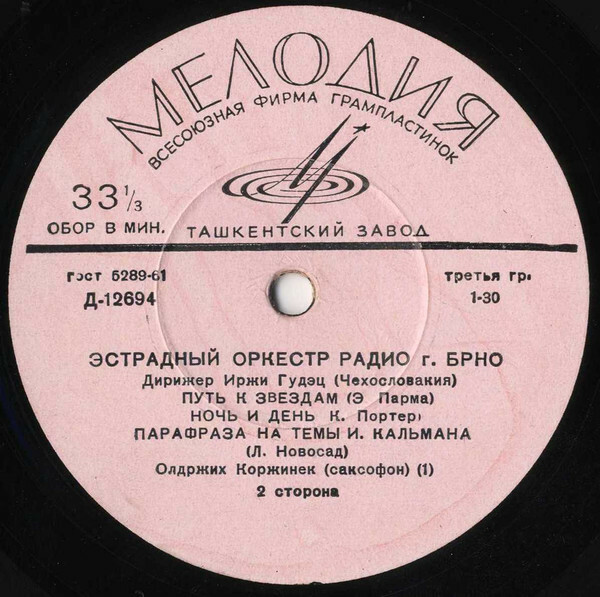 МЕЛОДИЯ
ВСЕСОЮЗНАЯ ФИРМА ГРАМПЛАСТИНОК
33 1/3
ОБОР В МИН.
ТАШКЕНТСКИЙ ЗАВОД
гост 5289-61
третья гр.
Д-12694
1-30
ЭСТРАДНЫЙ ОРКЕСТР РАДИО г. БРНО
Дирижер Иржи Гудэц (Чехословакия)
ПУТЬ К ЗВЕЗДАМ (Э. Парма)
НОЧЬ И ДЕНЬ К. Портер)
ПАРАФРАЗА НА ТЕМЫ И. КАЛЬМАНА
(Л. Новосад)
Олдржих Коржинек (саксофон) (1)
2 сторона